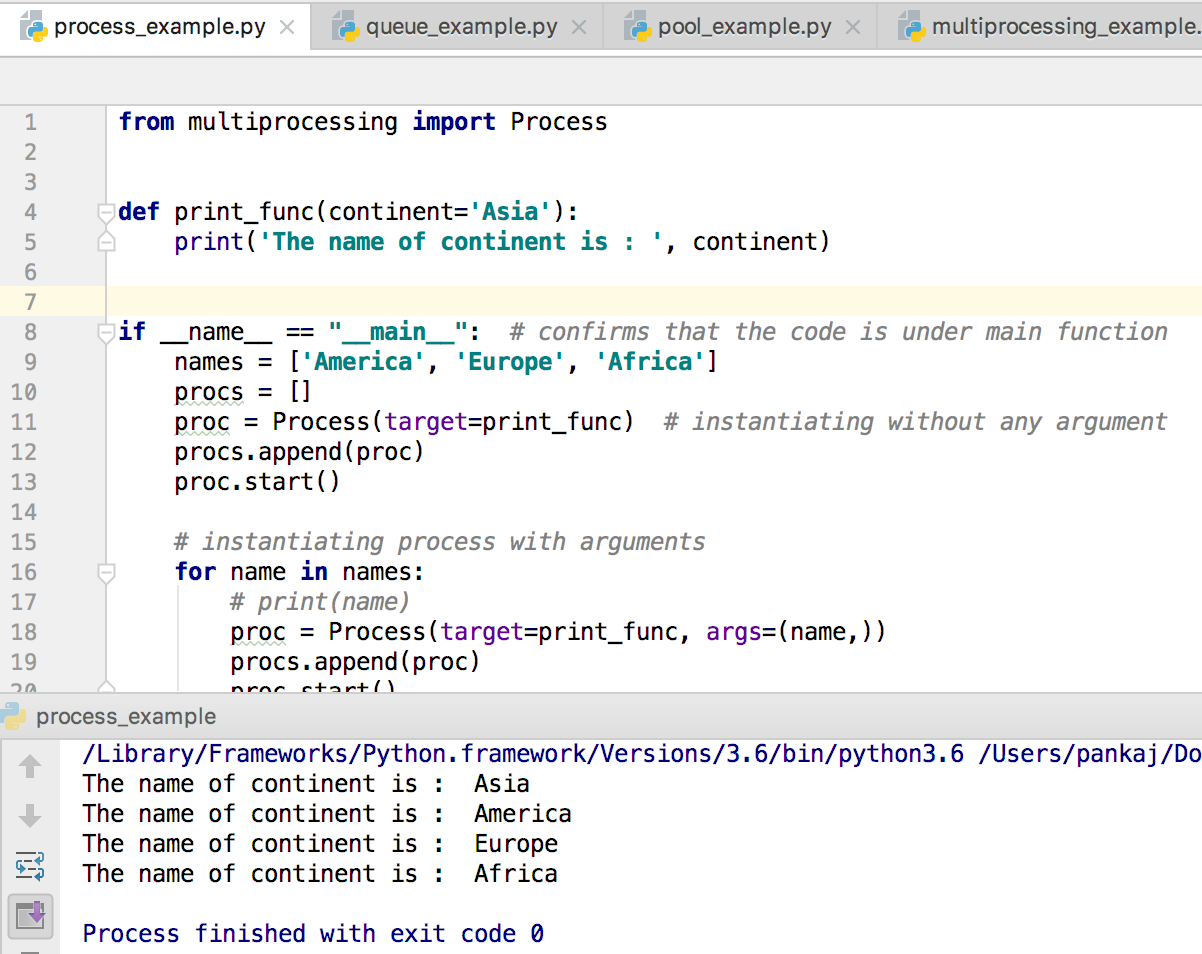 process_example.py queue_example.py pool_example.py multiprocessing_example.
1 from multiprocessing import Process
2
3
4 def print_func(continent='Asia'):
5     print('The name of continent is : ', continent)
6
7
8 if __name__ == "__main__":  # confirms that the code is under main function
9     names = ['America', 'Europe', 'Africa']
10     procs = []
11     proc = Process(target=print_func)  # instantiating without any argument
12     procs.append(proc)
13     proc.start()
14
15     # instantiating process with arguments
16     for name in names:
17         # print(name)
18         proc = Process(target=print_func, args=(name,))
19         procs.append(proc)
20         proc.start()
process_example
/Library/Frameworks/Python.framework/Versions/3.6/bin/python3.6 /Users/pankaj/Do
The name of continent is :  Asia
The name of continent is :  America
The name of continent is :  Europe
The name of continent is :  Africa
Process finished with exit code 0